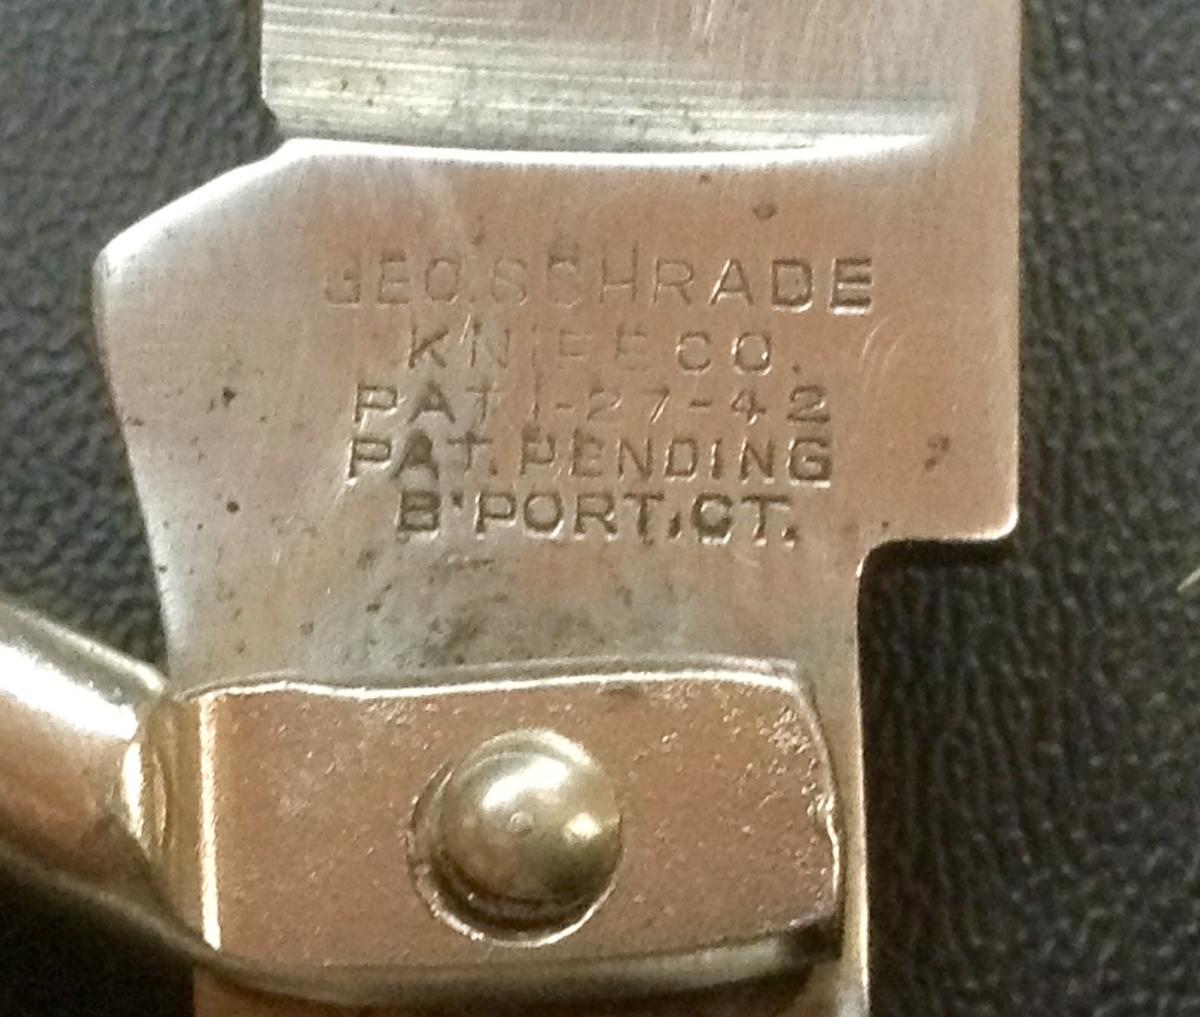 GEO. SCHRADE
KNIFE CO.
PAT 1-27-42
PAT. PENDING
B'PORT. CT.